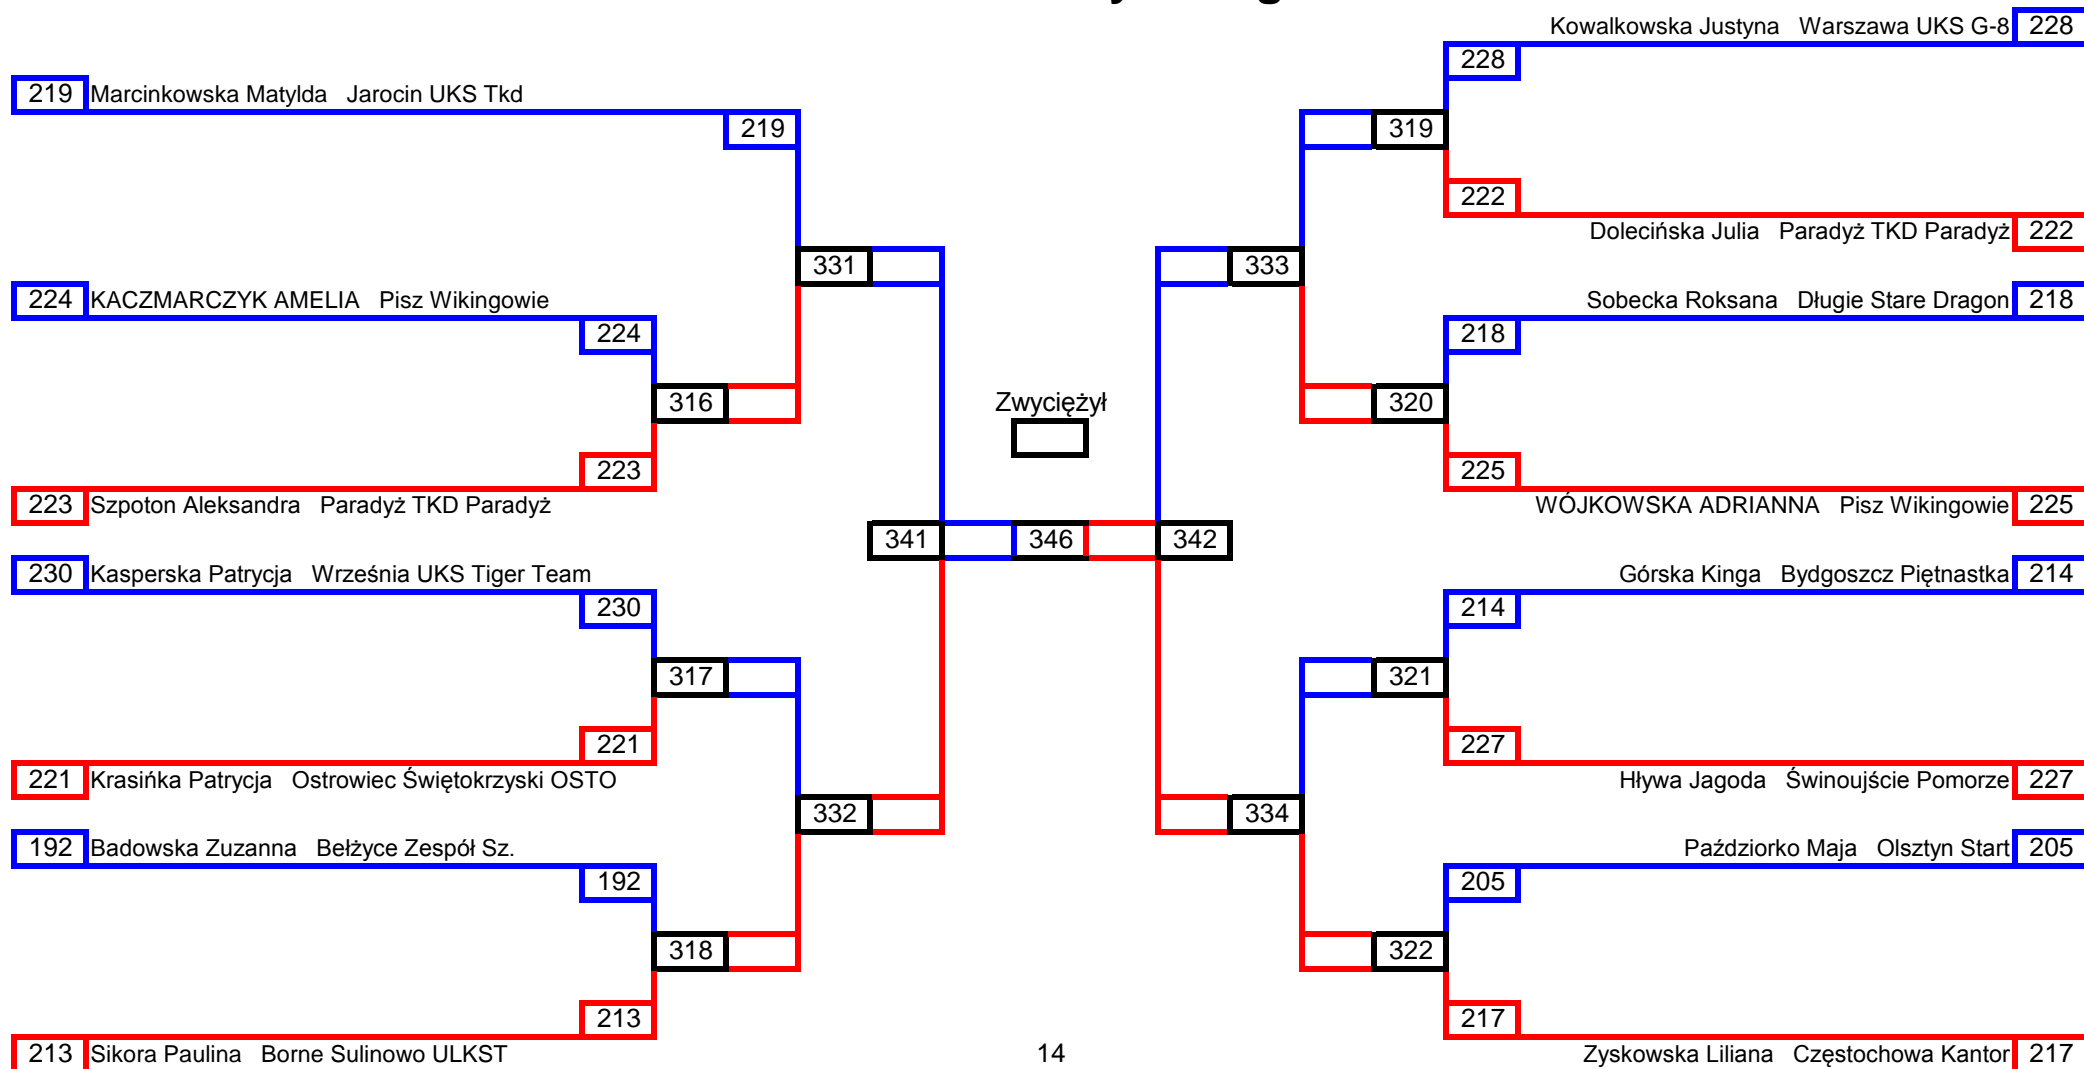 Kowalkowska Justyna Warszawa UKS G-8 228
228
219 Marcinkowska Matylda Jarocin UKS Tkd
219
319
222
Dolecińska Julia Paradyż TKD Paradyż 222
331
333
224 KACZMARCZYK AMELIA Pisz Wikingowie
Sobecka Roksana Długie Stare Dragon 218
224
218
316
Zwyciężył
320
223
225
223 Szpoton Aleksandra Paradyż TKD Paradyż
WÓJKOWSKA ADRIANNA Pisz Wikingowie 225
341 346 342
230 Kasperska Patrycja Września UKS Tiger Team
Górska Kinga Bydgoszcz Piętnastka 214
230
214
317
321
221
227
221 Krasińka Patrycja Ostrowiec Świętokrzyski OSTO
Hływa Jagoda Świnoujście Pomorze 227
332
334
192 Badowska Zuzanna Bełżyce Zespół Sz.
Paździorko Maja Olsztyn Start 205
192
205
318
322
213
217
213 Sikora Paulina Borne Sulinowo ULKST
14
Zyskowska Liliana Częstochowa Kantor 217